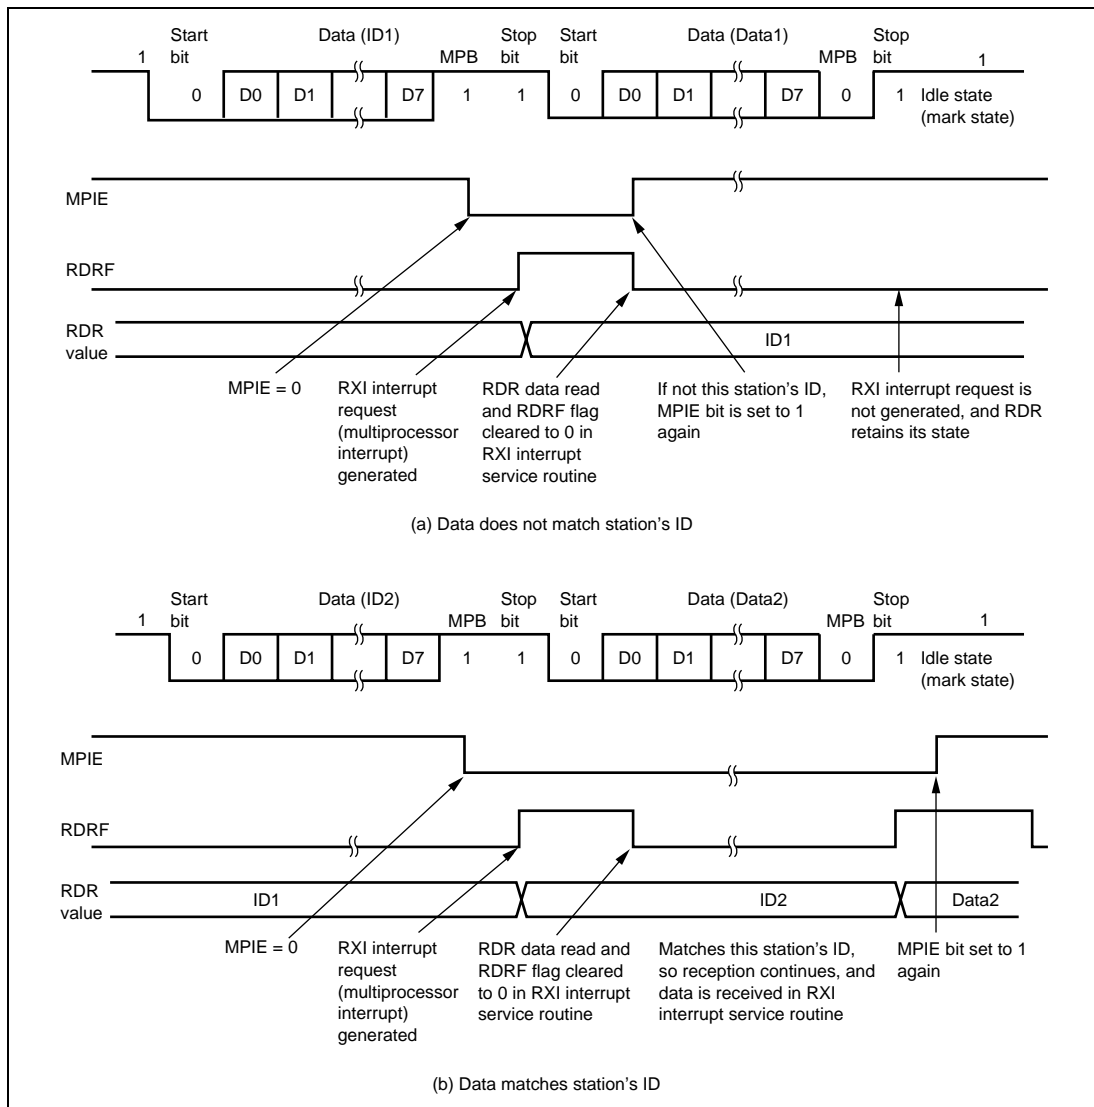 Start bit
Data (ID1)
Stop bit
Start bit
Data (Data1)
Stop bit
1
MPB
MPB
1
0
D0
D1
D7
1
1
0
D0
D1
D7
0
1
Idle state
(mark state)
MPIE
RDRF
RDR
value
ID1
MPIE = 0
RXI interrupt
request
(multiprocessor
interrupt)
generated
RDR data read
and RDRF flag
cleared to 0 in
RXI interrupt
service routine
If not this station's ID,
MPIE bit is set to 1
again
RXI interrupt request is
not generated, and RDR
retains its state
(a) Data does not match station's ID
Start bit
Data (ID2)
Stop bit
Start bit
Data (Data2)
Stop bit
1
MPB
MPB
1
0
D0
D1
D7
1
1
0
D0
D1
D7
0
1
Idle state
(mark state)
MPIE
RDRF
RDR
value
ID1
ID2
Data2
MPIE = 0
RXI interrupt
request
(multiprocessor
interrupt)
generated
RDR data read and
RDRF flag cleared
to 0 in RXI interrupt
service routine
Matches this station's ID,
so reception continues, and
data is received in RXI
interrupt service routine
MPIE bit set to 1
again
(b) Data matches station's ID